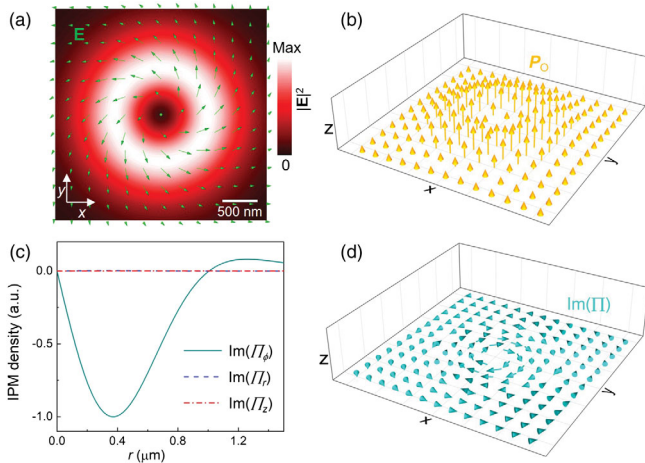 (a)
E
Max
|E|²
0
y
x
500 nm
(b)
P_O
z
x
y
(c)
IPM density (a.u.)
0.0
-0.5
-1.0
Im(Π_ϕ)
Im(Π_r)
Im(Π_z)
0.0 0.4 0.8 1.2
r (μm)
(d)
Im(Π)
z
x
y